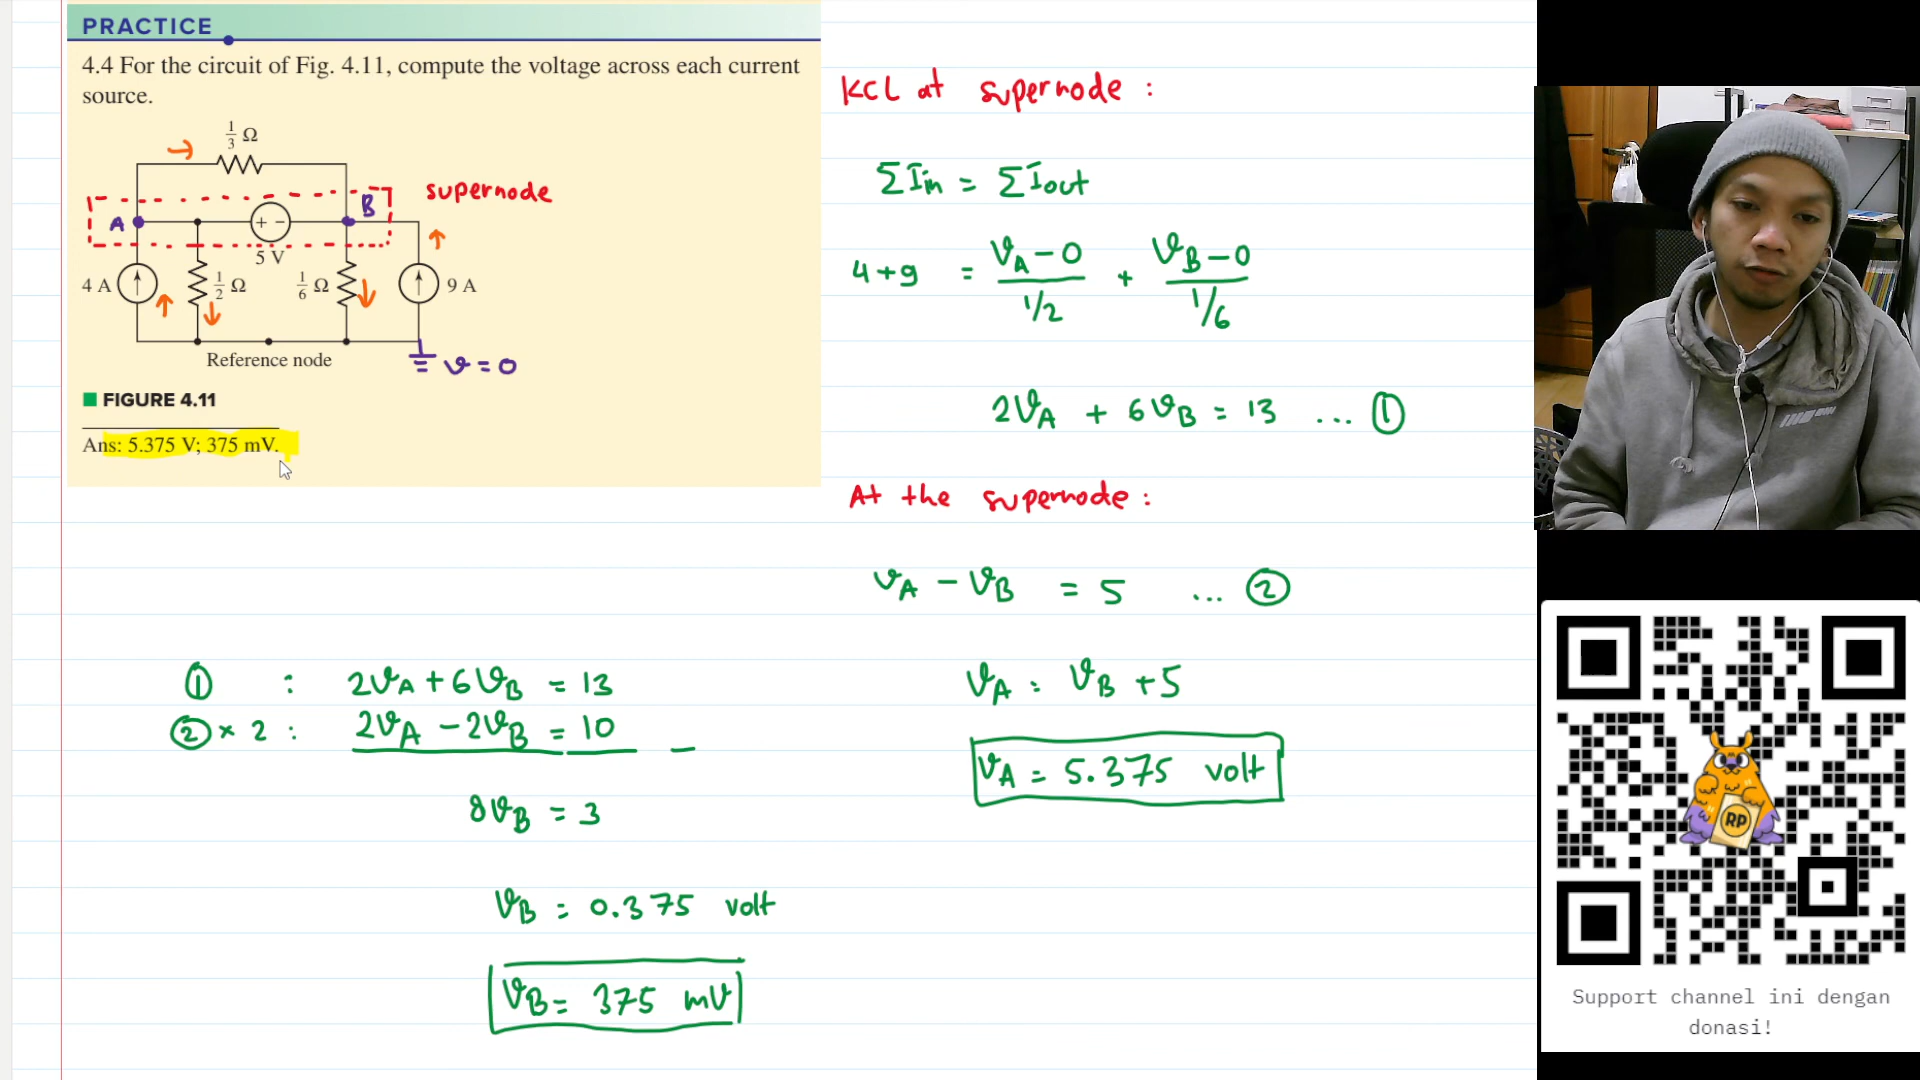 PRACTICE
4.4 For the circuit of Fig. 4.11, compute the voltage across each current
source.
1/3 Ω
supernode
A
B
+ −
5 V
4 A
1/2 Ω
1/6 Ω
9 A
Reference node
v = 0
FIGURE 4.11
Ans: 5.375 V; 375 mV.
KCL at supernode :
ΣIin = ΣIout
4 + 9 = (vA − 0)/(1/2) + (vB − 0)/(1/6)
2vA + 6vB = 13 ... ①
At the supernode :
vA − vB = 5 ... ②
① : 2vA + 6vB = 13
② × 2 : 2vA − 2vB = 10 −
8vB = 3
vB = 0.375 volt
vB = 375 mV
vA = vB + 5
vA = 5.375 volt
RP
Support channel ini dengan
donasi!